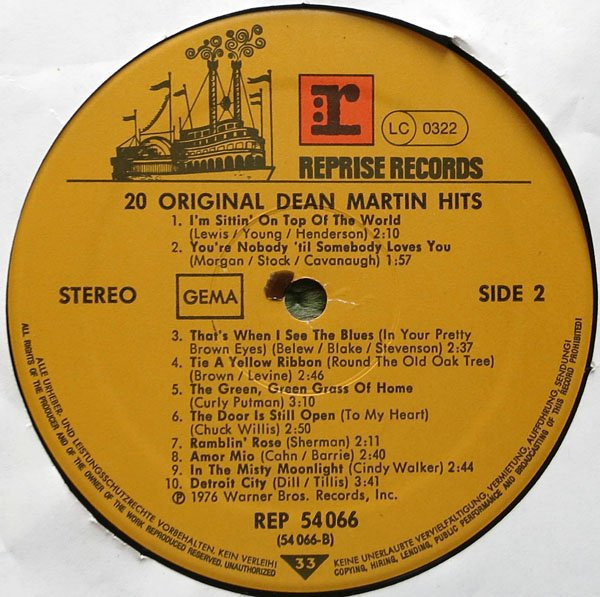 r
LC 0322
REPRISE RECORDS
20 ORIGINAL DEAN MARTIN HITS
1. I'm Sittin' On Top Of The World
(Lewis / Young / Henderson) 2:10
2. You're Nobody 'til Somebody Loves You
(Morgan / Stock / Cavanaugh) 1:57
STEREO
GEMA
SIDE 2
3. That's When I See The Blues (In Your Pretty
Brown Eyes) (Belew / Blake / Stevenson) 2:37
4. Tie A Yellow Ribbon (Round The Old Oak Tree)
(Brown / Levine) 2:46
5. The Green, Green Grass Of Home
(Curly Putman) 3:10
6. The Door Is Still Open (To My Heart)
(Chuck Willis) 2:50
7. Ramblin' Rose (Sherman) 2:11
8. Amor Mio (Cahn / Barrie) 2:40
9. In The Misty Moonlight (Cindy Walker) 2:44
10. Detroit City (Dill / Tillis) 3:41
Ⓟ 1976 Warner Bros. Records, Inc.
REP 54 066
(54 066-B)
33
ALLE URHEBER- UND LEISTUNGSSCHUTZRECHTE VORBEHALTEN. KEIN VERLEIH! KEINE UNERLAUBTE VERVIELFÄLTIGUNG, VERMIETUNG, AUFFÜHRUNG, SENDUNG!
ALL RIGHTS OF THE PRODUCER AND OF THE OWNER OF THE WORK REPRODUCED RESERVED. UNAUTHORIZED COPYING, HIRING, LENDING, PUBLIC PERFORMANCE AND BROADCASTING OF THIS RECORD PROHIBITED!